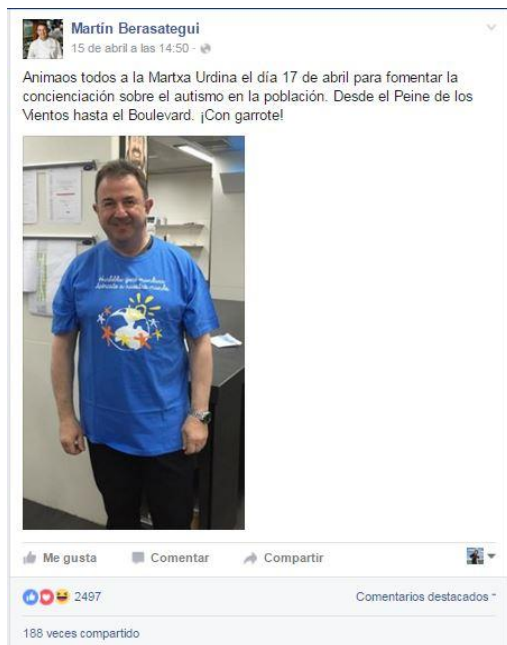 Martín Berasategui
15 de abril a las 14:50 ·
Animaos todos a la Martxa Urdina el día 17 de abril para fomentar la
concienciación sobre el autismo en la población. Desde el Peine de los
Vientos hasta el Boulevard. ¡Con garrote!
Me gusta
Comentar
Compartir
2497
Comentarios destacados
188 veces compartido